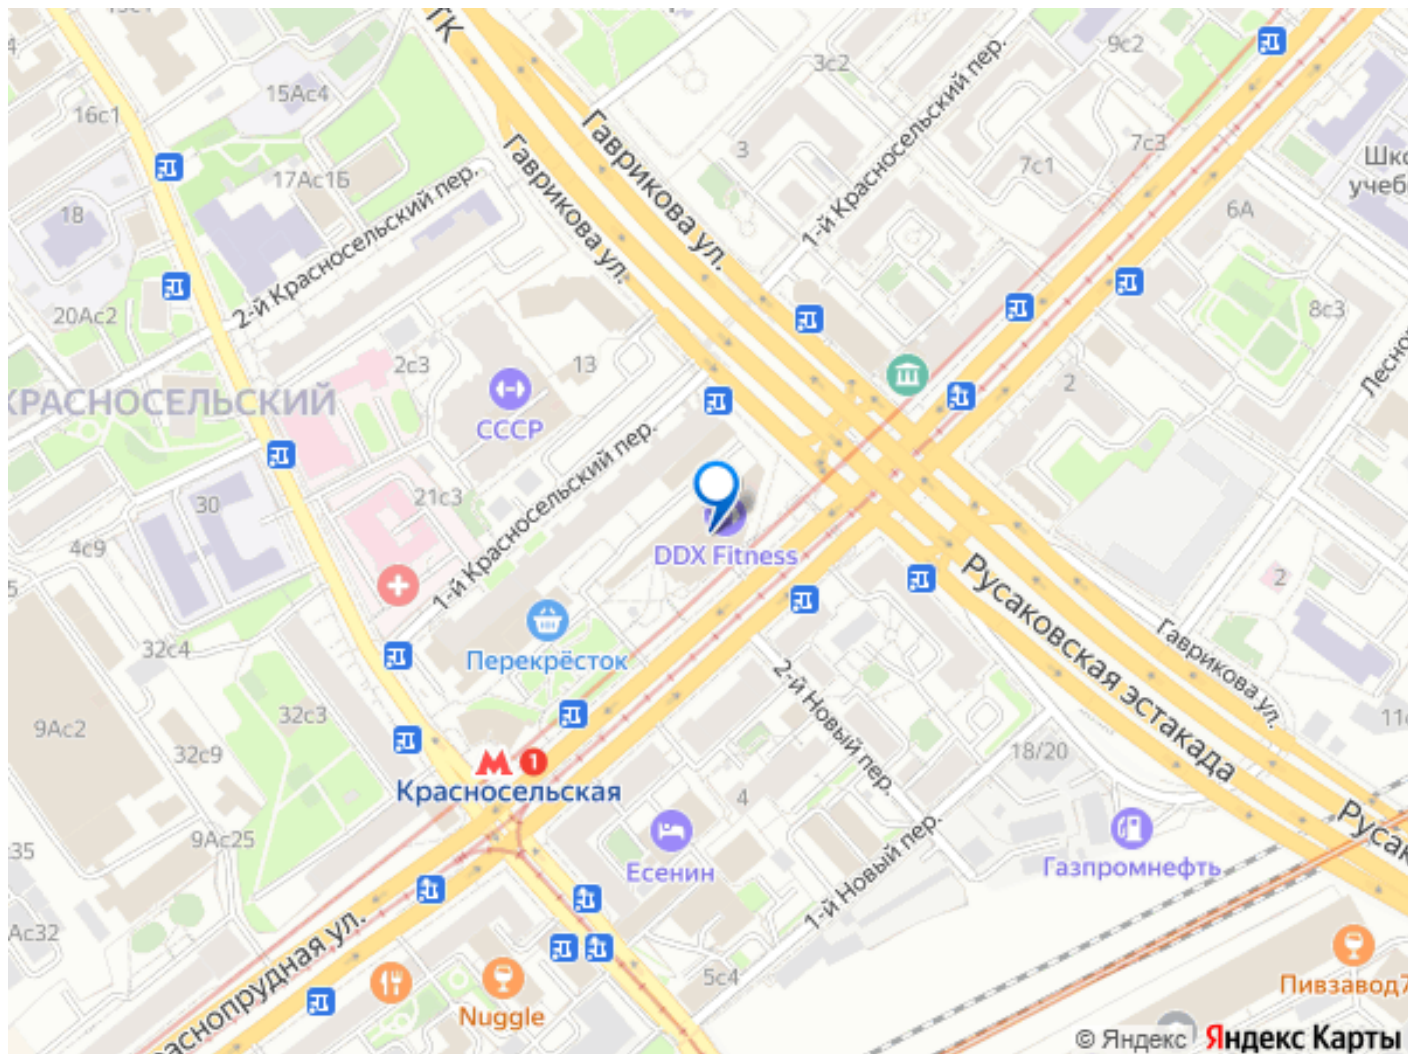 ТК
9с2
3с2
15Ас4
16с1
Гаврикова ул.
1-й Красносельский пер.
Гаврикова ул.
3
7с3
7с1
17Ас1Б
2-й Красносельский пер.
18
6А
20Ас2
8с3
2с3
13
2
КРАСНОСЕЛЬСКИЙ
СССР
1-й Красносельский пер.
30
21с3
4с9
DDX Fitness
Русаковская эстакада
2
Гаврикова ул.
32с4
Перекрёсток
2-й Новый пер.
32с3
9Ас2
32с9
18/20
М 1
Красносельская
4
9Ас25
Есенин
1-й Новый пер.
Газпромнефть
5с4
Nuggle
© Яндекс Яндекс Карты